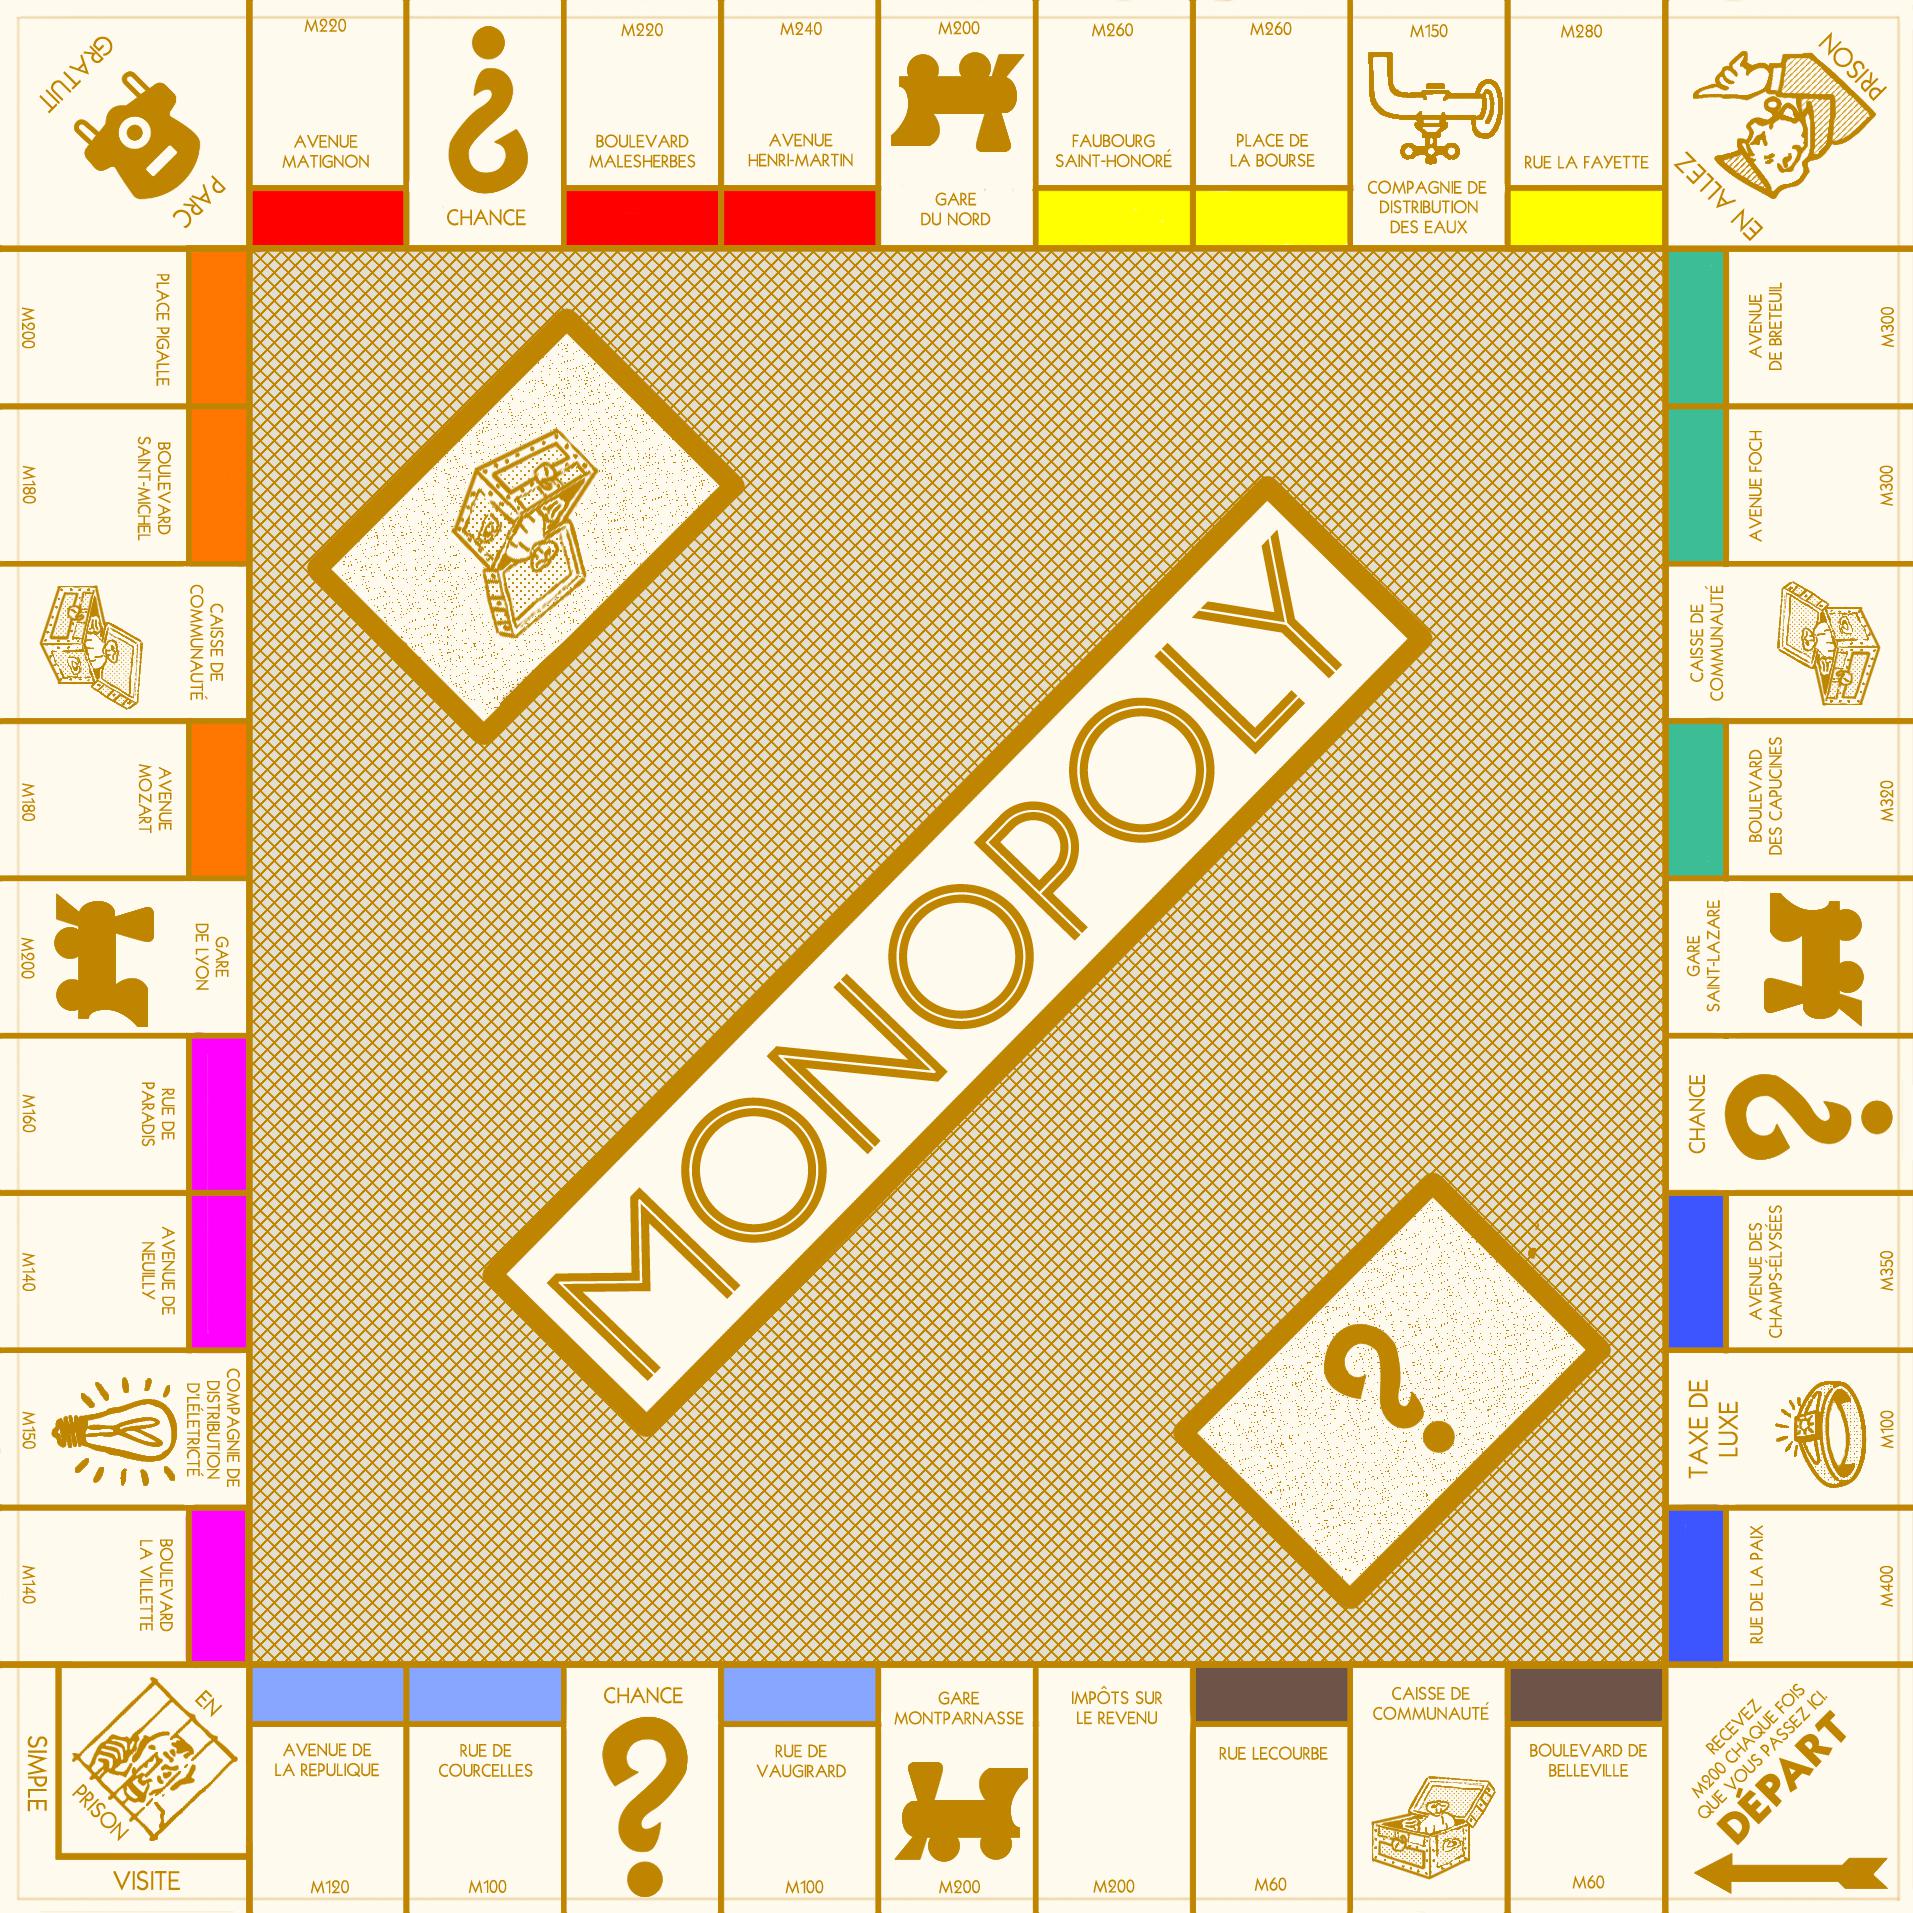 M220
AVENUE
MATIGNON
CHANCE
M220
BOULEVARD
MALESHERBES
M240
AVENUE
HENRI-MARTIN
M200
GARE
DU NORD
M260
FAUBOURG
SAINT-HONORÉ
M260
PLACE DE
LA BOURSE
M150
COMPAGNIE DE
DISTRIBUTION
DES EAUX
M280
RUE LA FAYETTE
EN ALLEZ
PRISON
AVENUE
DE BRETEUIL
M300
AVENUE FOCH
M300
CAISSE DE
COMMUNAUTÉ
BOULEVARD
DES CAPUCINES
M320
GARE
SAINT-LAZARE
CHANCE
AVENUE DES
CHAMPS-ELYSÉES
M350
TAXE DE
LUXE
M100
RUE DE LA PAIX
M400
RECEVEZ
M200 CHAQUE FOIS
QUE VOUS PASSEZ ICI.
DÉPART
BOULEVARD DE
BELLEVILLE
M60
CAISSE DE
COMMUNAUTÉ
RUE LECOURBE
M60
IMPÔTS SUR
LE REVENU
M200
GARE
MONTPARNASSE
M200
RUE DE
VAUGIRARD
M100
CHANCE
?
RUE DE
COURCELLES
M100
AVENUE DE
LA REPULIQUE
M120
EN
PRISON
SIMPLE
VISITE
BOULEVARD
LA VILLETTE
M140
COMPAGNIE DE
DISTRIBUTION
D'LÉLETRICTÉ
M150
AVENUE DE
NEUILLY
M140
RUE DE
PARADIS
M160
GARE
DE LYON
M200
AVENUE
MOZART
M180
CAISSE DE
COMMUNAUTÉ
BOULEVARD
SAINT-MICHEL
M180
PLACE PIGALLE
M200
PARC
GRATUIT
MONOPOLY
?